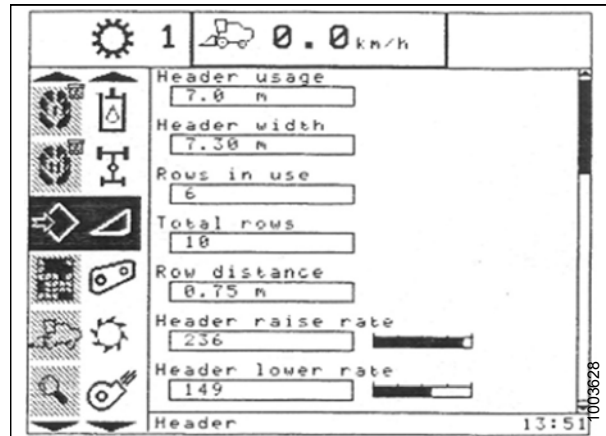 1 0.0 km/h
Header usage
7.0 m
Header width
7.30 m
Rows in use
6
Total rows
10
Row distance
0.75 m
Header raise rate
236
Header lower rate
149
Header 13:51
1003628